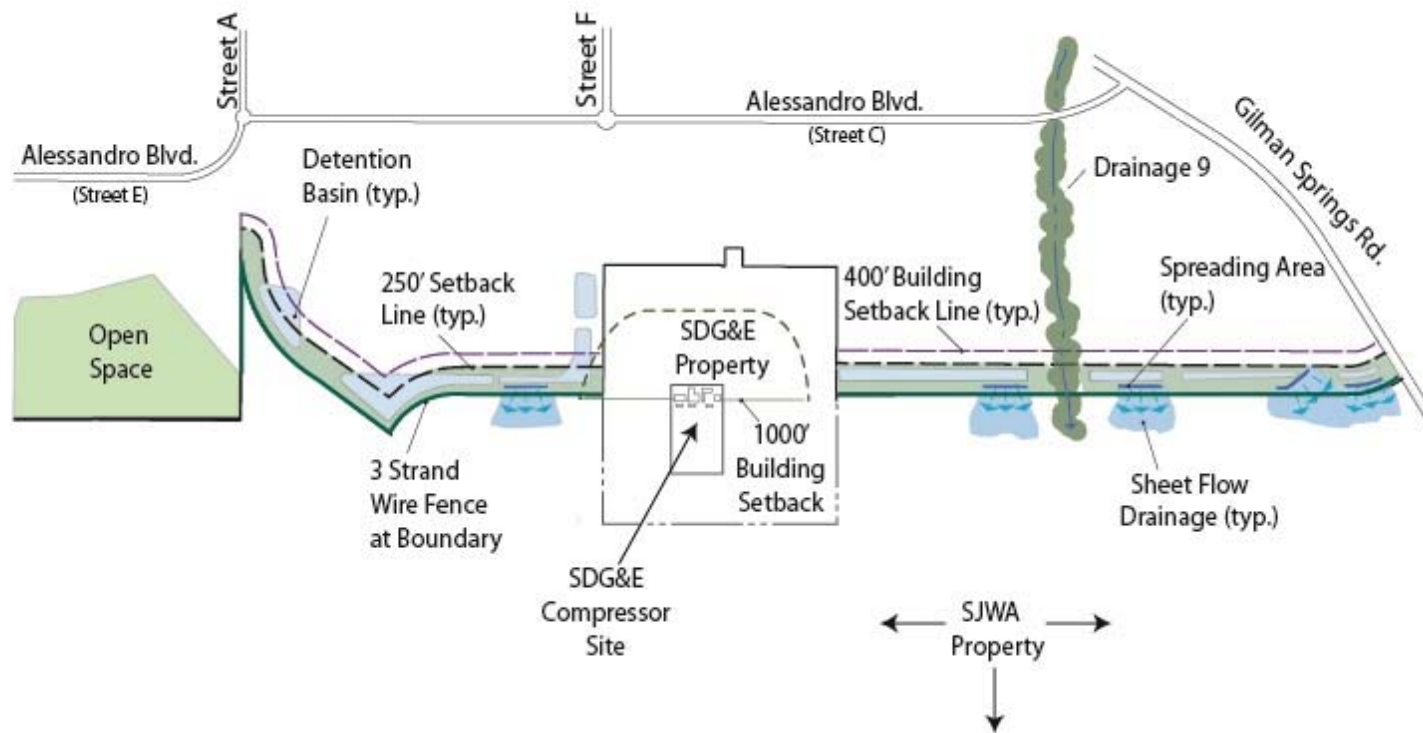 Street A
Street F
Alessandro Blvd.
(Street C)
Gilman Springs Rd.
Alessandro Blvd.
(Street E)
Detention
Basin (typ.)
Drainage 9
250' Setback
Line (typ.)
400' Building
Setback Line (typ.)
Spreading Area
(typ.)
Open
Space
SDG&E
Property
1000'
Building
Setback
3 Strand
Wire Fence
at Boundary
Sheet Flow
Drainage (typ.)
SDG&E
Compressor
Site
SJWA
Property